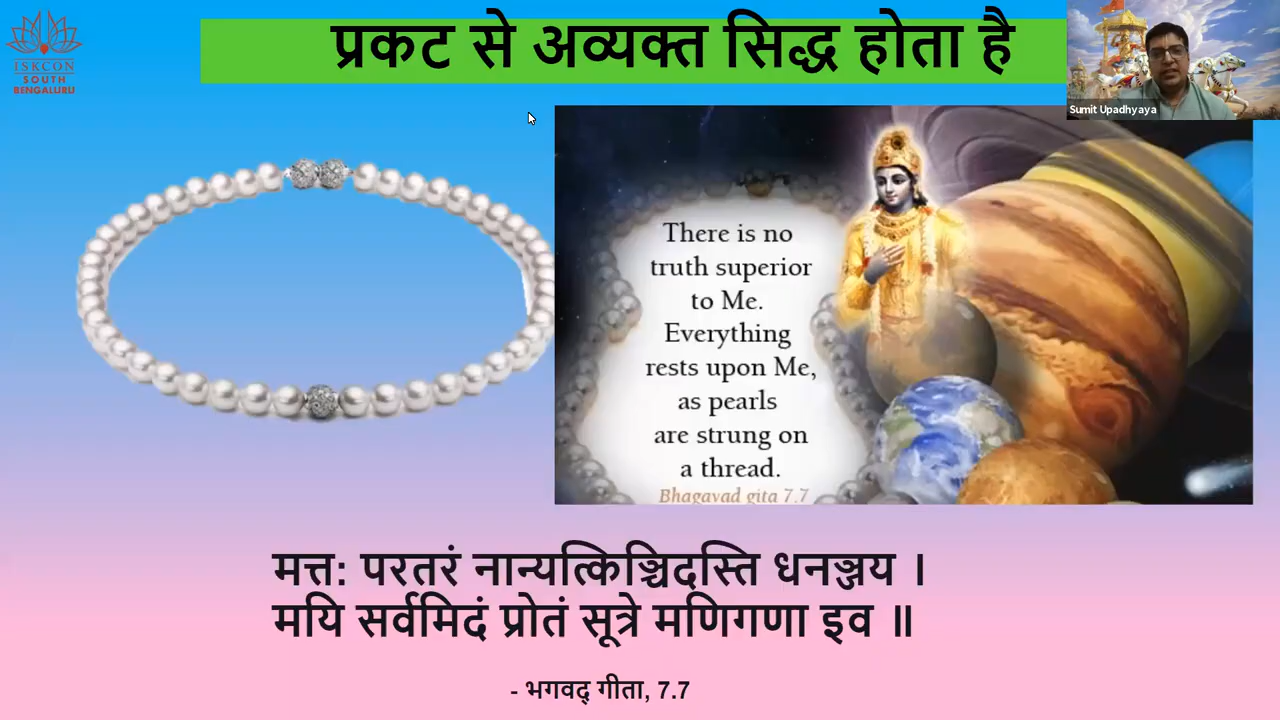 प्रकट से अव्यक्त सिद्ध होता है
ISKCON
SOUTH
BENGALURU
Sumit Upadhyaya
There is no
truth superior
to Me.
Everything
rests upon Me,
as pearls
are strung on
a thread.
Bhagavad gita 7.7
मत्त: परतरं नान्यत्किञ्चिदस्ति धनञ्जय ।
मयि सर्वमिदं प्रोतं सूत्रे मणिगणा इव ॥
- भगवद् गीता, 7.7